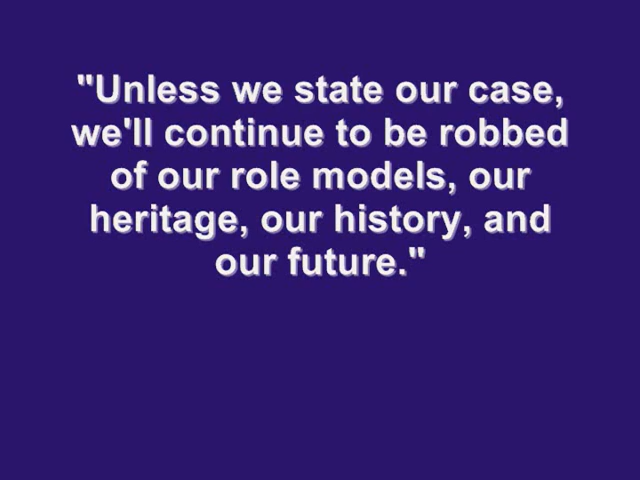 "Unless we state our case,
we'll continue to be robbed
of our role models, our
heritage, our history, and
our future."